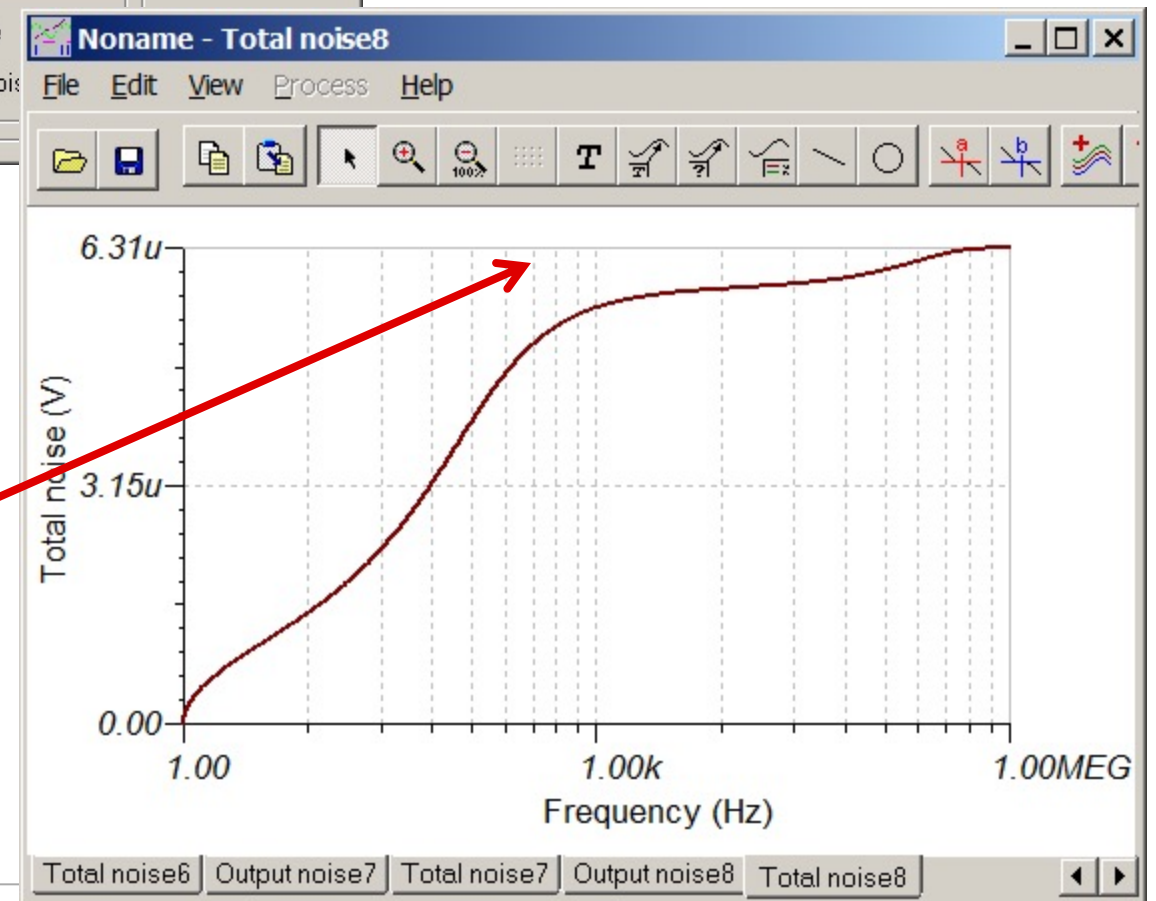 Noname - Total noise8
File Edit View Process Help
T
100%
T
?
a
b
6.31u
3.15u
0.00
Total noise (V)
1.00 1.00k 1.00MEG
Frequency (Hz)
Total noise6 Output noise7 Total noise7 Output noise8 Total noise8